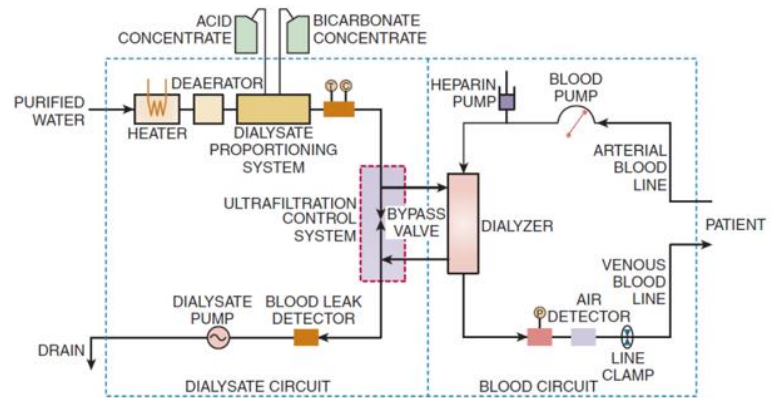 ACID
CONCENTRATE
BICARBONATE
CONCENTRATE
PURIFIED
WATER
HEATER
DEAERATOR
DIALYSATE
PROPORTIONING
SYSTEM
T
C
HEPARIN
PUMP
BLOOD
PUMP
ARTERIAL
BLOOD
LINE
ULTRAFILTRATION
CONTROL
SYSTEM
BYPASS
VALVE
DIALYZER
PATIENT
VENOUS
BLOOD
LINE
DIALYSATE
PUMP
BLOOD LEAK
DETECTOR
P
AIR
DETECTOR
LINE
CLAMP
DRAIN
DIALYSATE CIRCUIT
BLOOD CIRCUIT